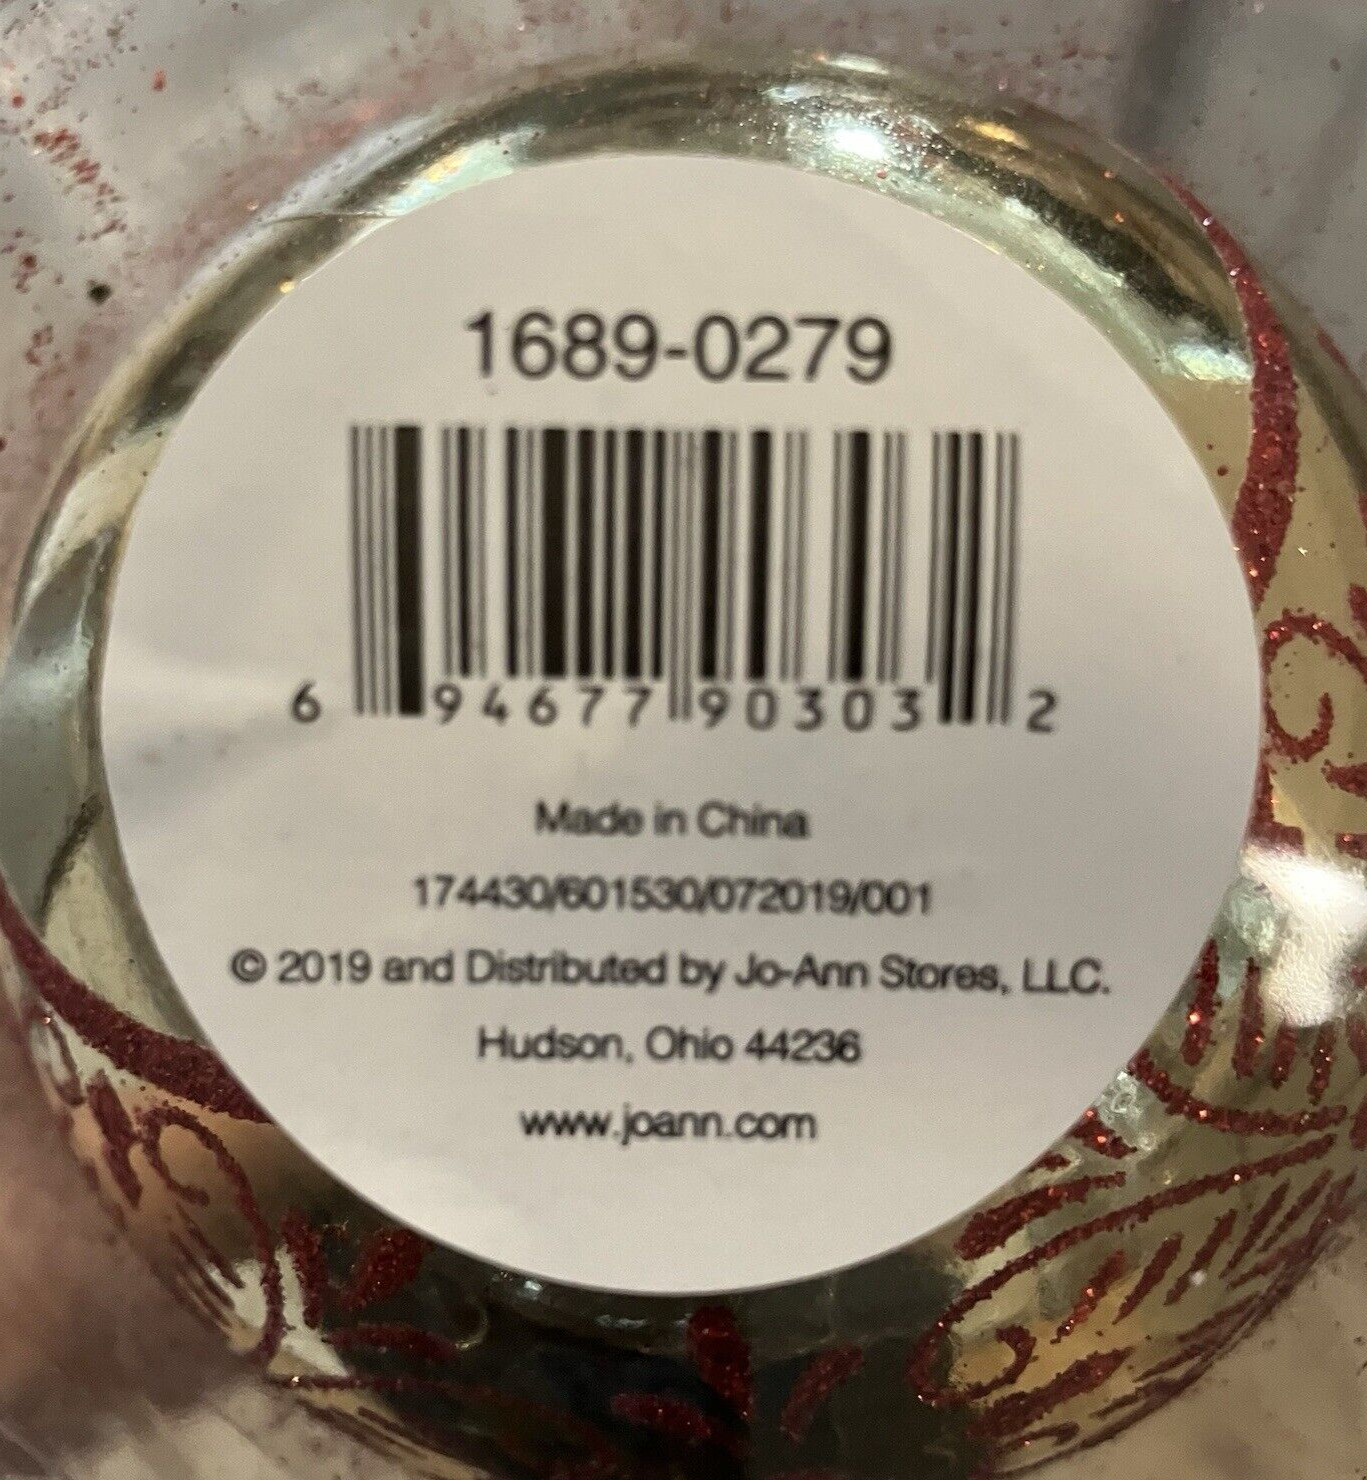 1689-0279
6 94677 90303 2
Made in China
174430/601530/072019/001
© 2019 and Distributed by Jo-Ann Stores, LLC.
Hudson, Ohio 44236
www.joann.com